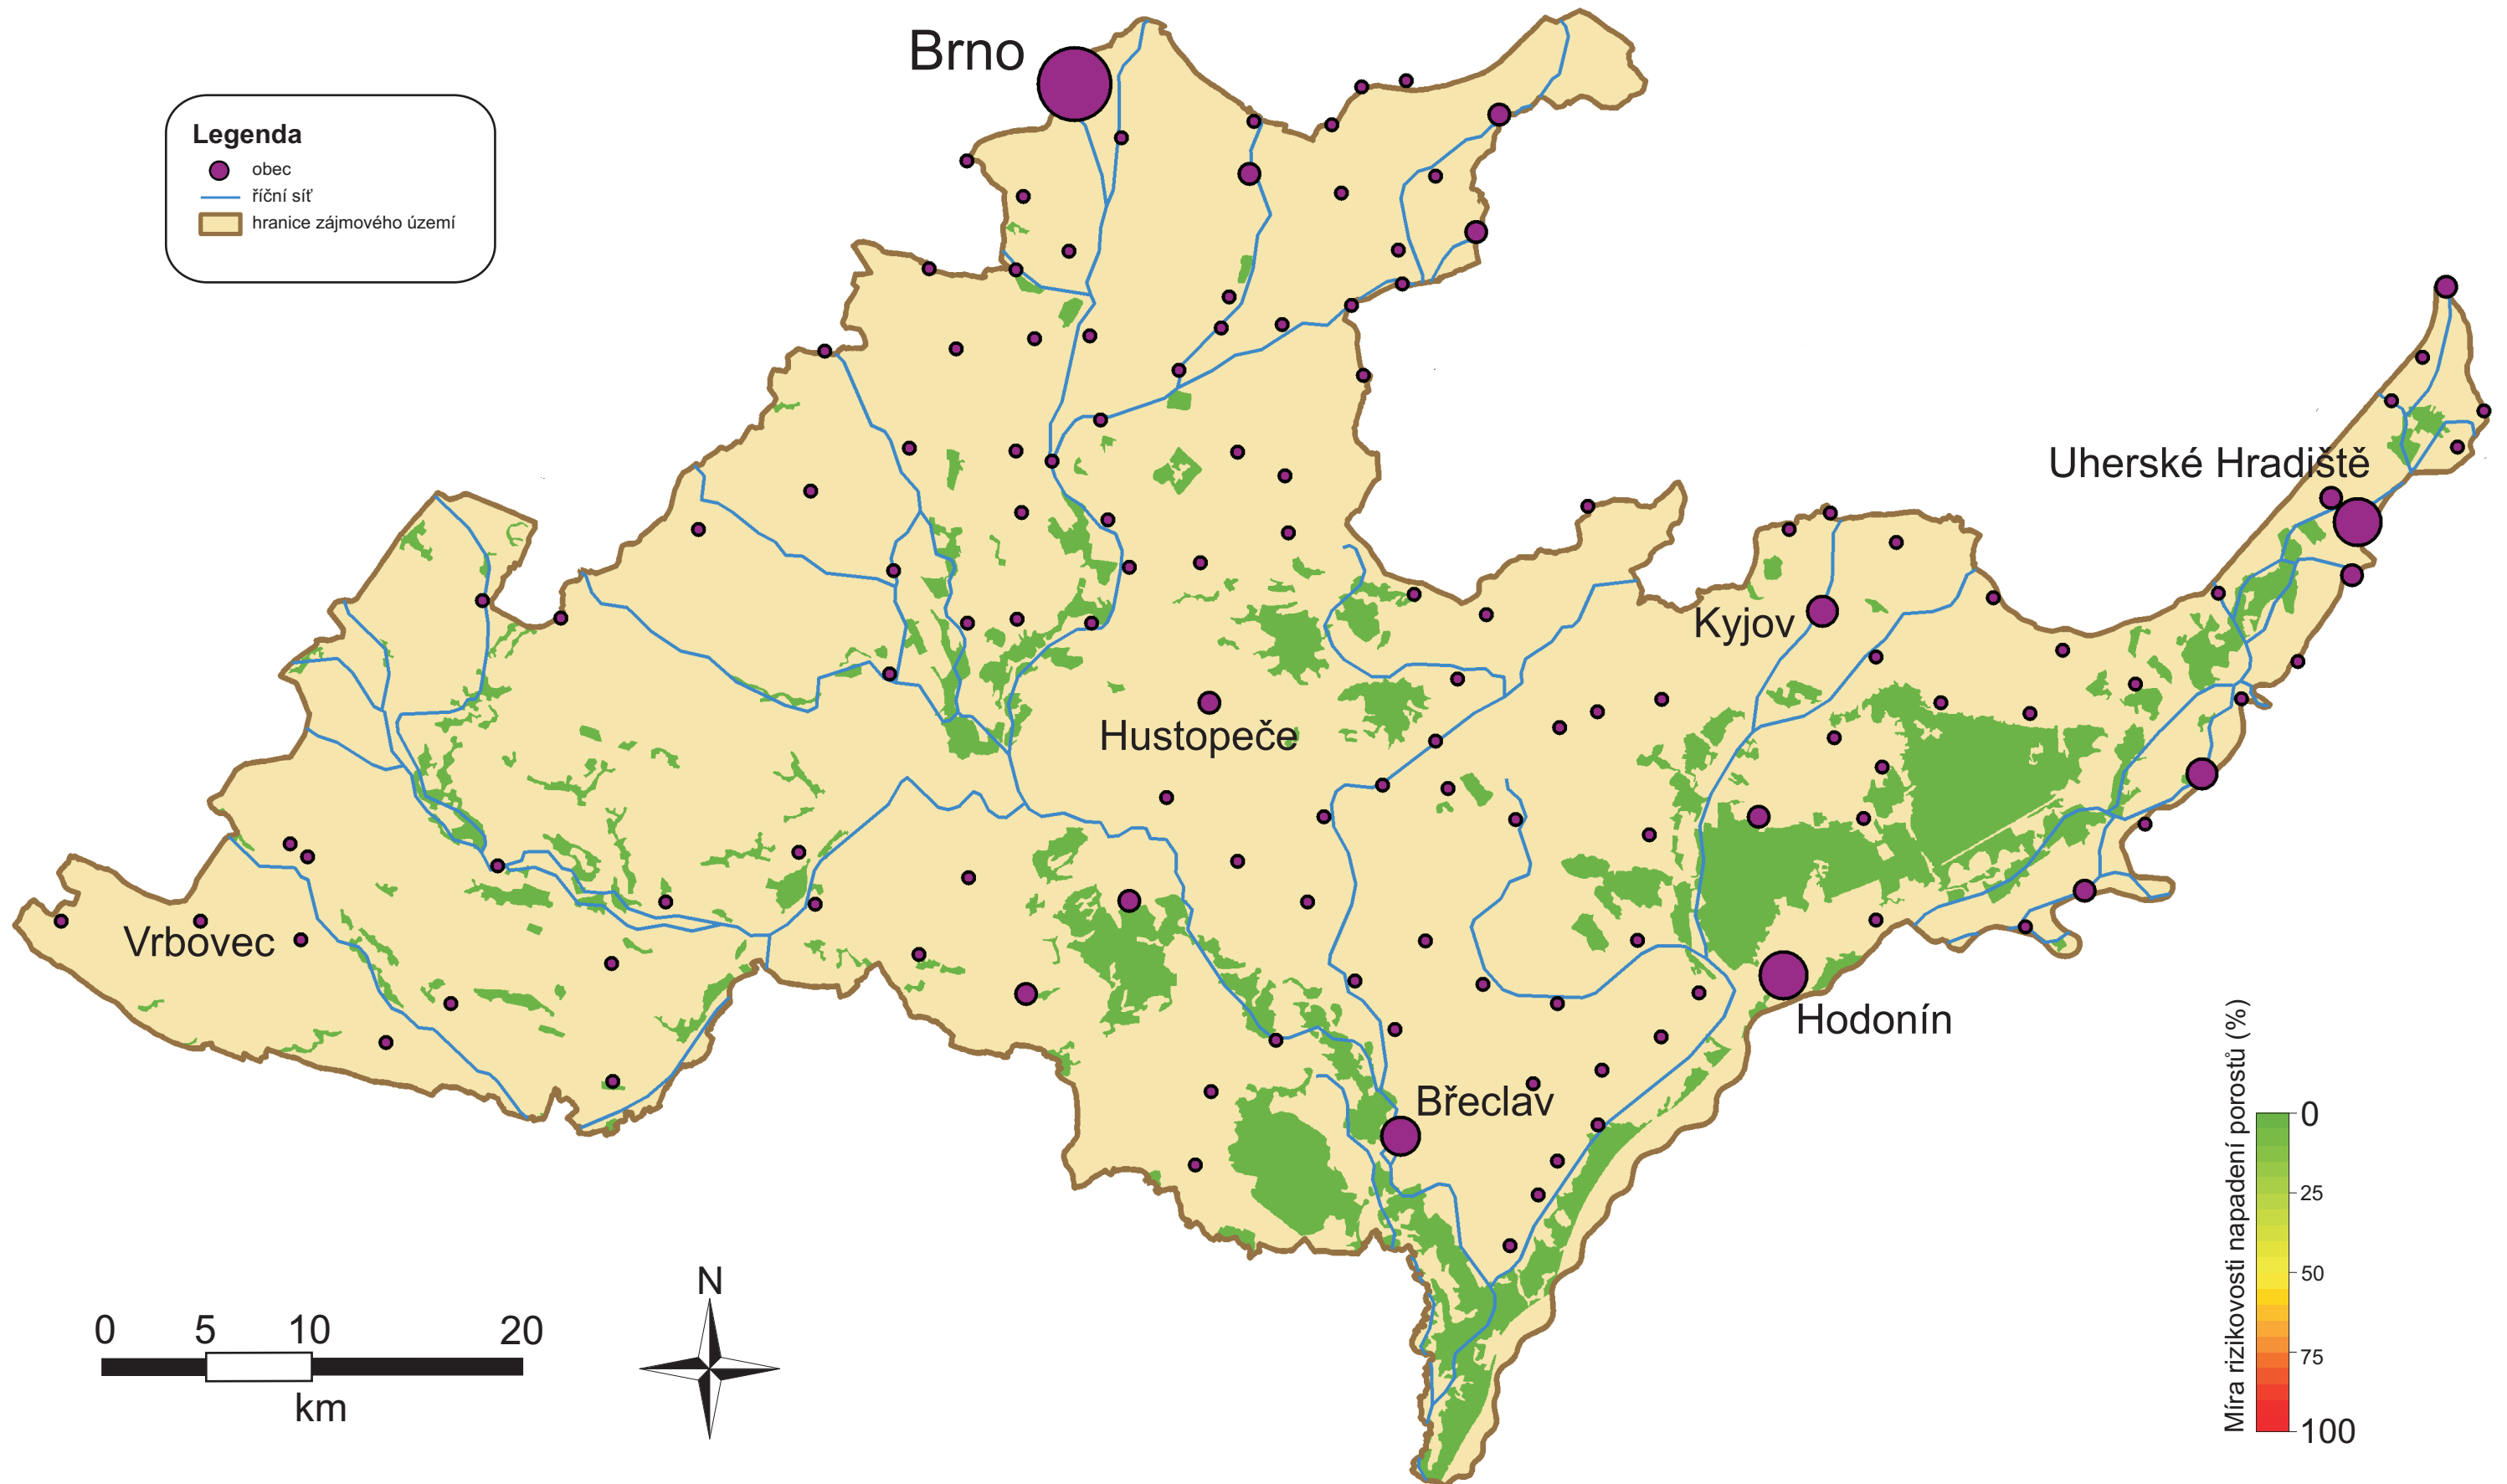 Brno
Legenda
obec
říční síť
hranice zájmového území
Uherské Hradiště
Kyjov
Hustopeče
Vrbovec
Hodonín
Břeclav
Míra rizikovosti napadení porostů (%)
0
25
50
75
100
N
0 5 10 20
km